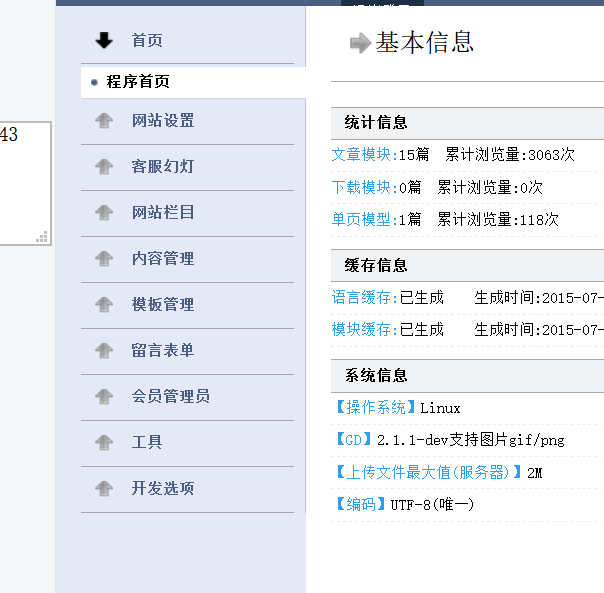 43
首页
程序首页
网站设置
客服幻灯
网站栏目
内容管理
模板管理
留言表单
会员管理员
工具
开发选项
基本信息
统计信息
文章模块:15篇 累计浏览量:3063次
下载模块:0篇 累计浏览量:0次
单页模型:1篇 累计浏览量:118次
缓存信息
语言缓存:已生成 生成时间:2015-07-
模块缓存:已生成 生成时间:2015-07-
系统信息
【操作系统】Linux
【GD】2.1.1-dev支持图片gif/png
【上传文件最大值(服务器)】2M
【编码】UTF-8(唯一)